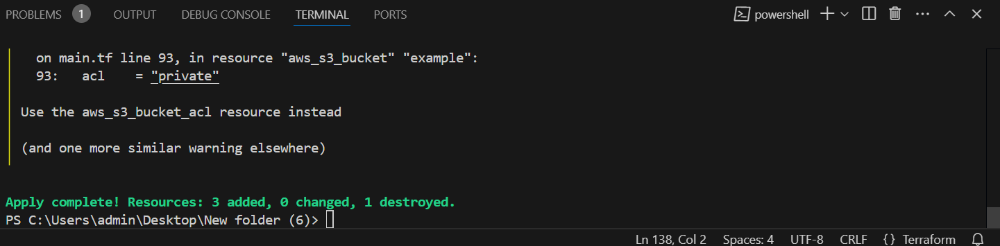 PROBLEMS 1 OUTPUT DEBUG CONSOLE TERMINAL PORTS powershell
on main.tf line 93, in resource "aws_s3_bucket" "example":
93: acl = "private"
Use the aws_s3_bucket_acl resource instead
(and one more similar warning elsewhere)
Apply complete! Resources: 3 added, 0 changed, 1 destroyed.
PS C:\Users\admin\Desktop\New folder (6)>
Ln 138, Col 2 Spaces: 4 UTF-8 CRLF {} Terraform